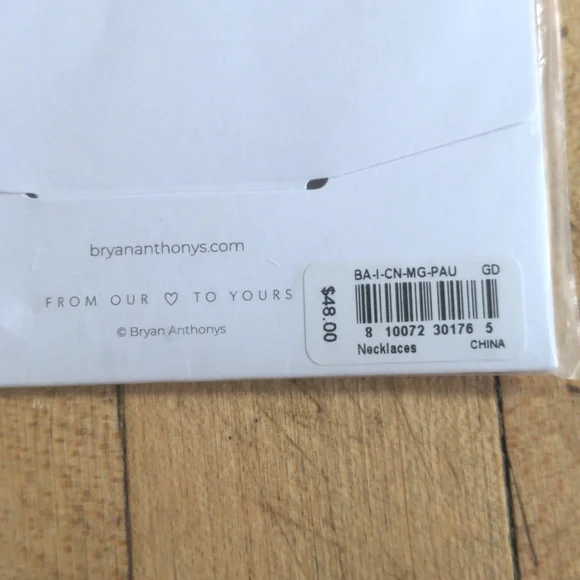 bryananthonys.com
FROM OUR ♡ TO YOURS
© Bryan Anthonys
$48.00
BA-I-CN-MG-PAU GD
8 10072 30176 5
Necklaces CHINA